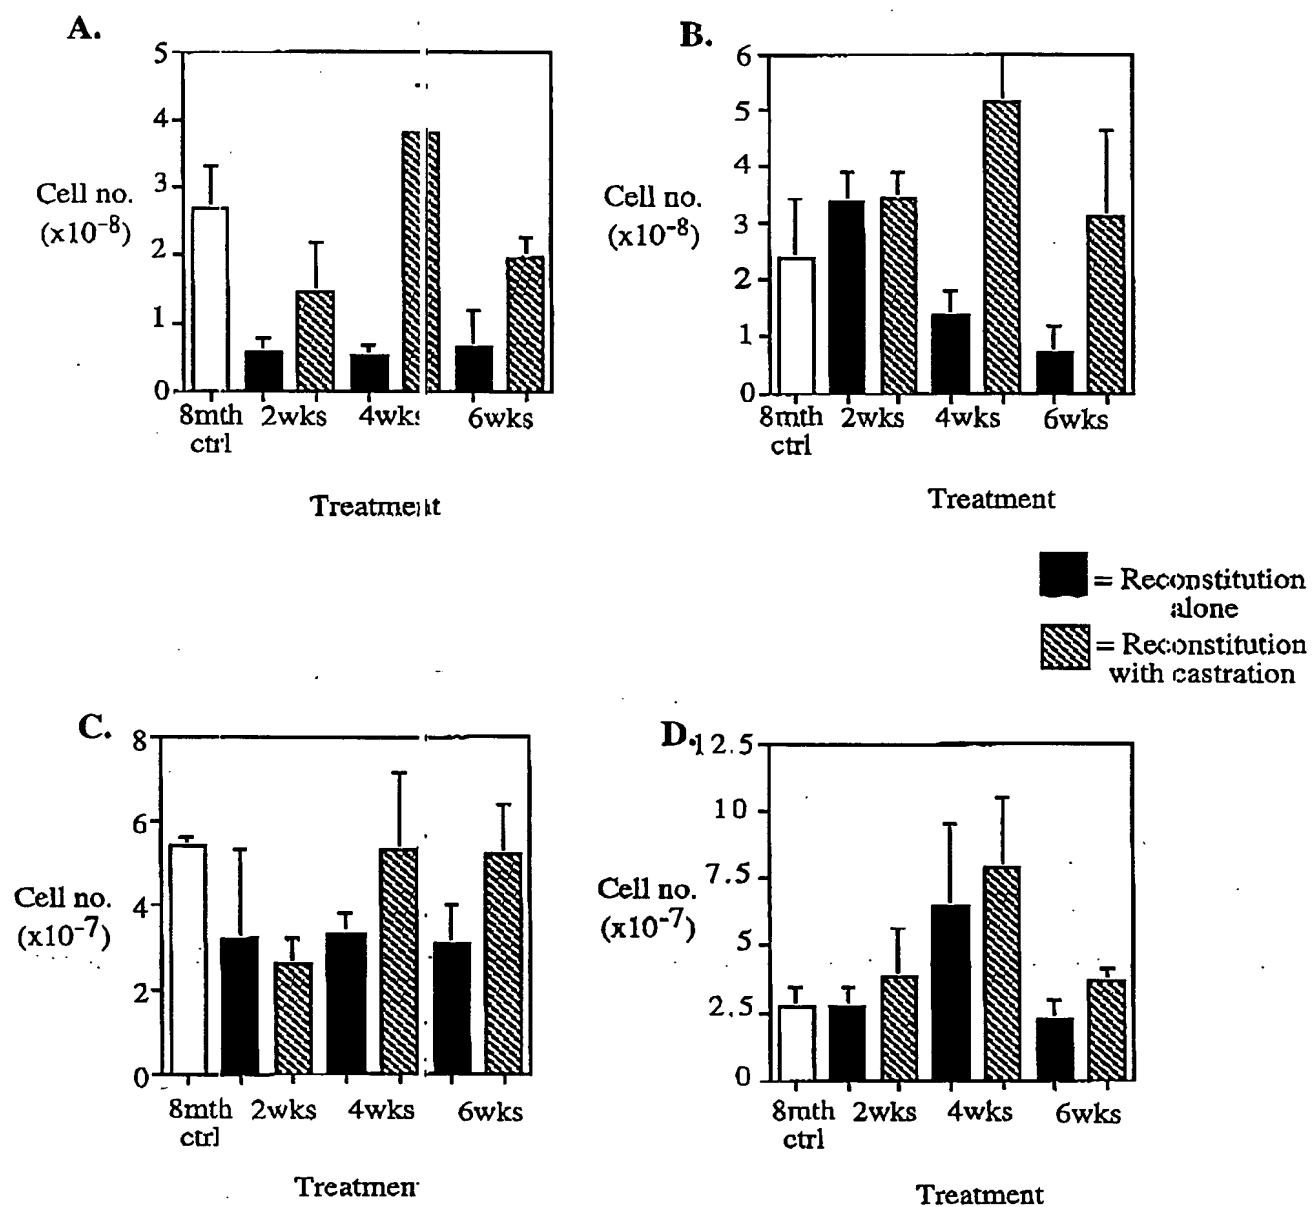 A.
5
4
3
2
1
0
Cell no.
(x10⁻⁸)
8mth 2wks 4wks 6wks
ctrl
Treatment
B.
6
5
4
3
2
1
0
Cell no.
(x10⁻⁸)
8mth 2wks 4wks 6wks
ctrl
Treatment
= Reconstitution
alone
= Reconstitution
with castration
C.
8
6
4
2
0
Cell no.
(x10⁻⁷)
8mth 2wks 4wks 6wks
ctrl
Treatmen
D.
12.5
10
7.5
5
2.5
0
Cell no.
(x10⁻⁷)
8mth 2wks 4wks 6wks
ctrl
Treatment